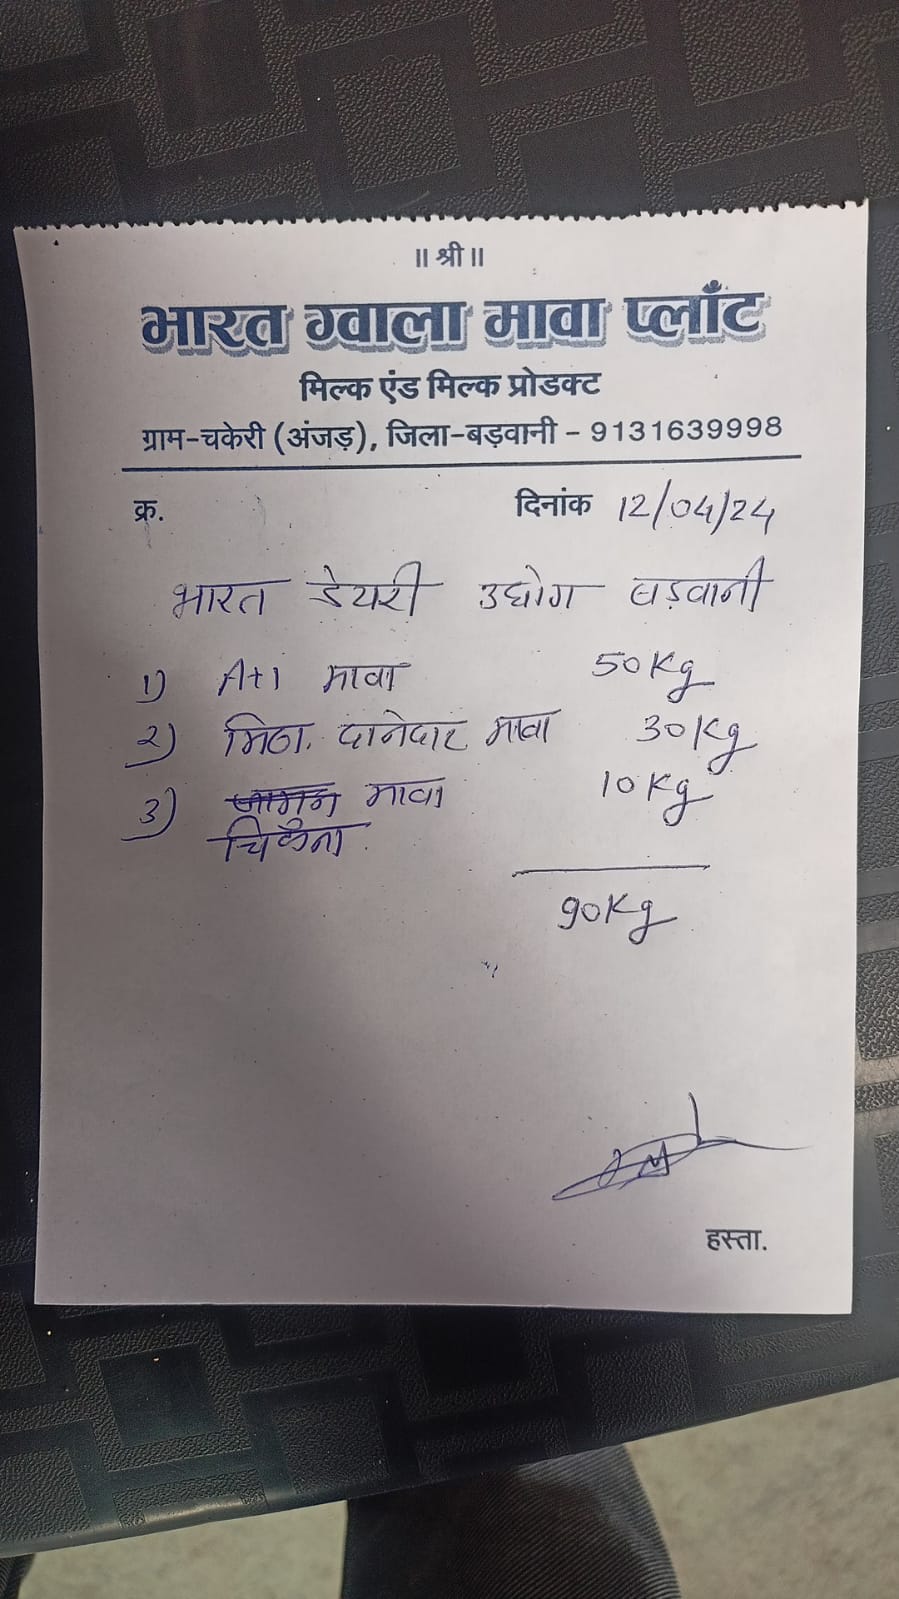 ॥ श्री ॥
भारत ग्वाला मावा प्लाँट
मिल्क एंड मिल्क प्रोडक्ट
ग्राम-चकेरी (अंजड़), जिला-बड़वानी - 9131639998
क्र. दिनांक 12/04/24
भारत डेयरी उद्योग बड़वानी
1) A+1 मावा 50Kg
2) मिठा. दानेदार मावा 30Kg
3) जामन मावा 10Kg
चिकना
90Kg
हस्ता.